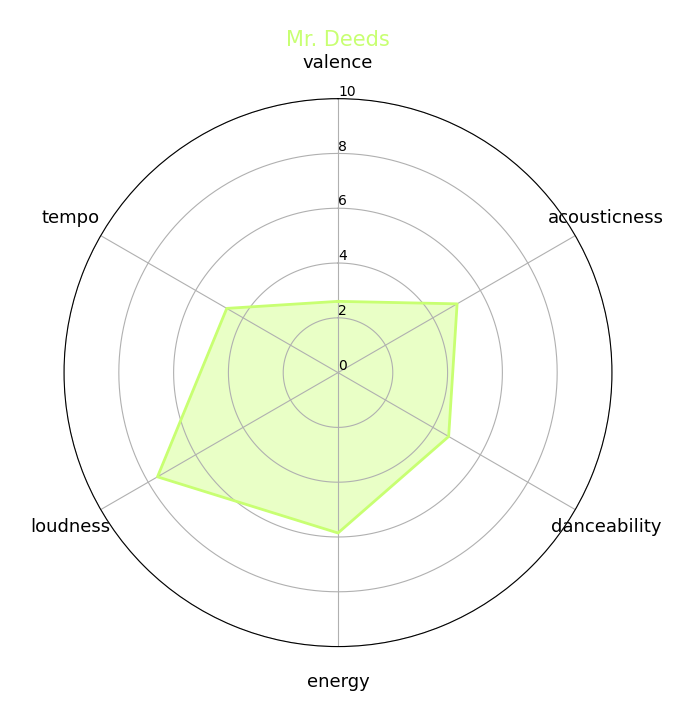 Mr. Deeds
valence
10
8
tempo
acousticness
6
4
2
0
loudness
danceability
energy